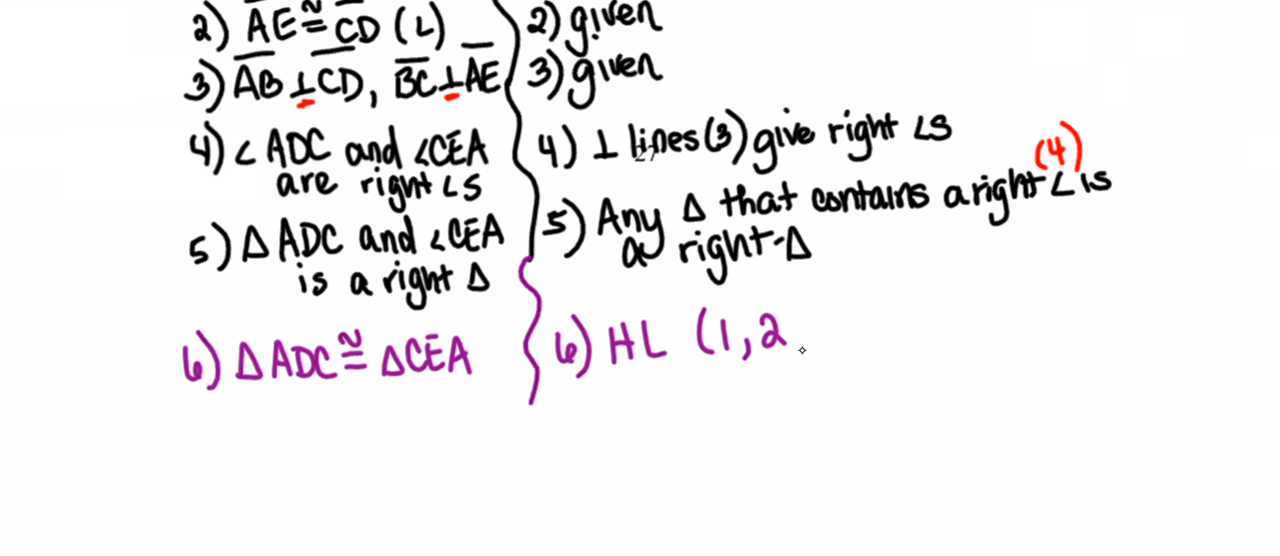 2) AE ≅ CD (L)
2) given
3) AB ⊥ CD, BC ⊥ AE
3) given
4) ∠ ADC and ∠CEA
are right ∠S
4) ⊥ lines (3) give right ∠S
5) Δ ADC and ∠CEA
is a right Δ
(4)
5) Any Δ that contains a right ∠ is
a right Δ
6) Δ ADC ≅ ΔCEA
6) HL (1, 2